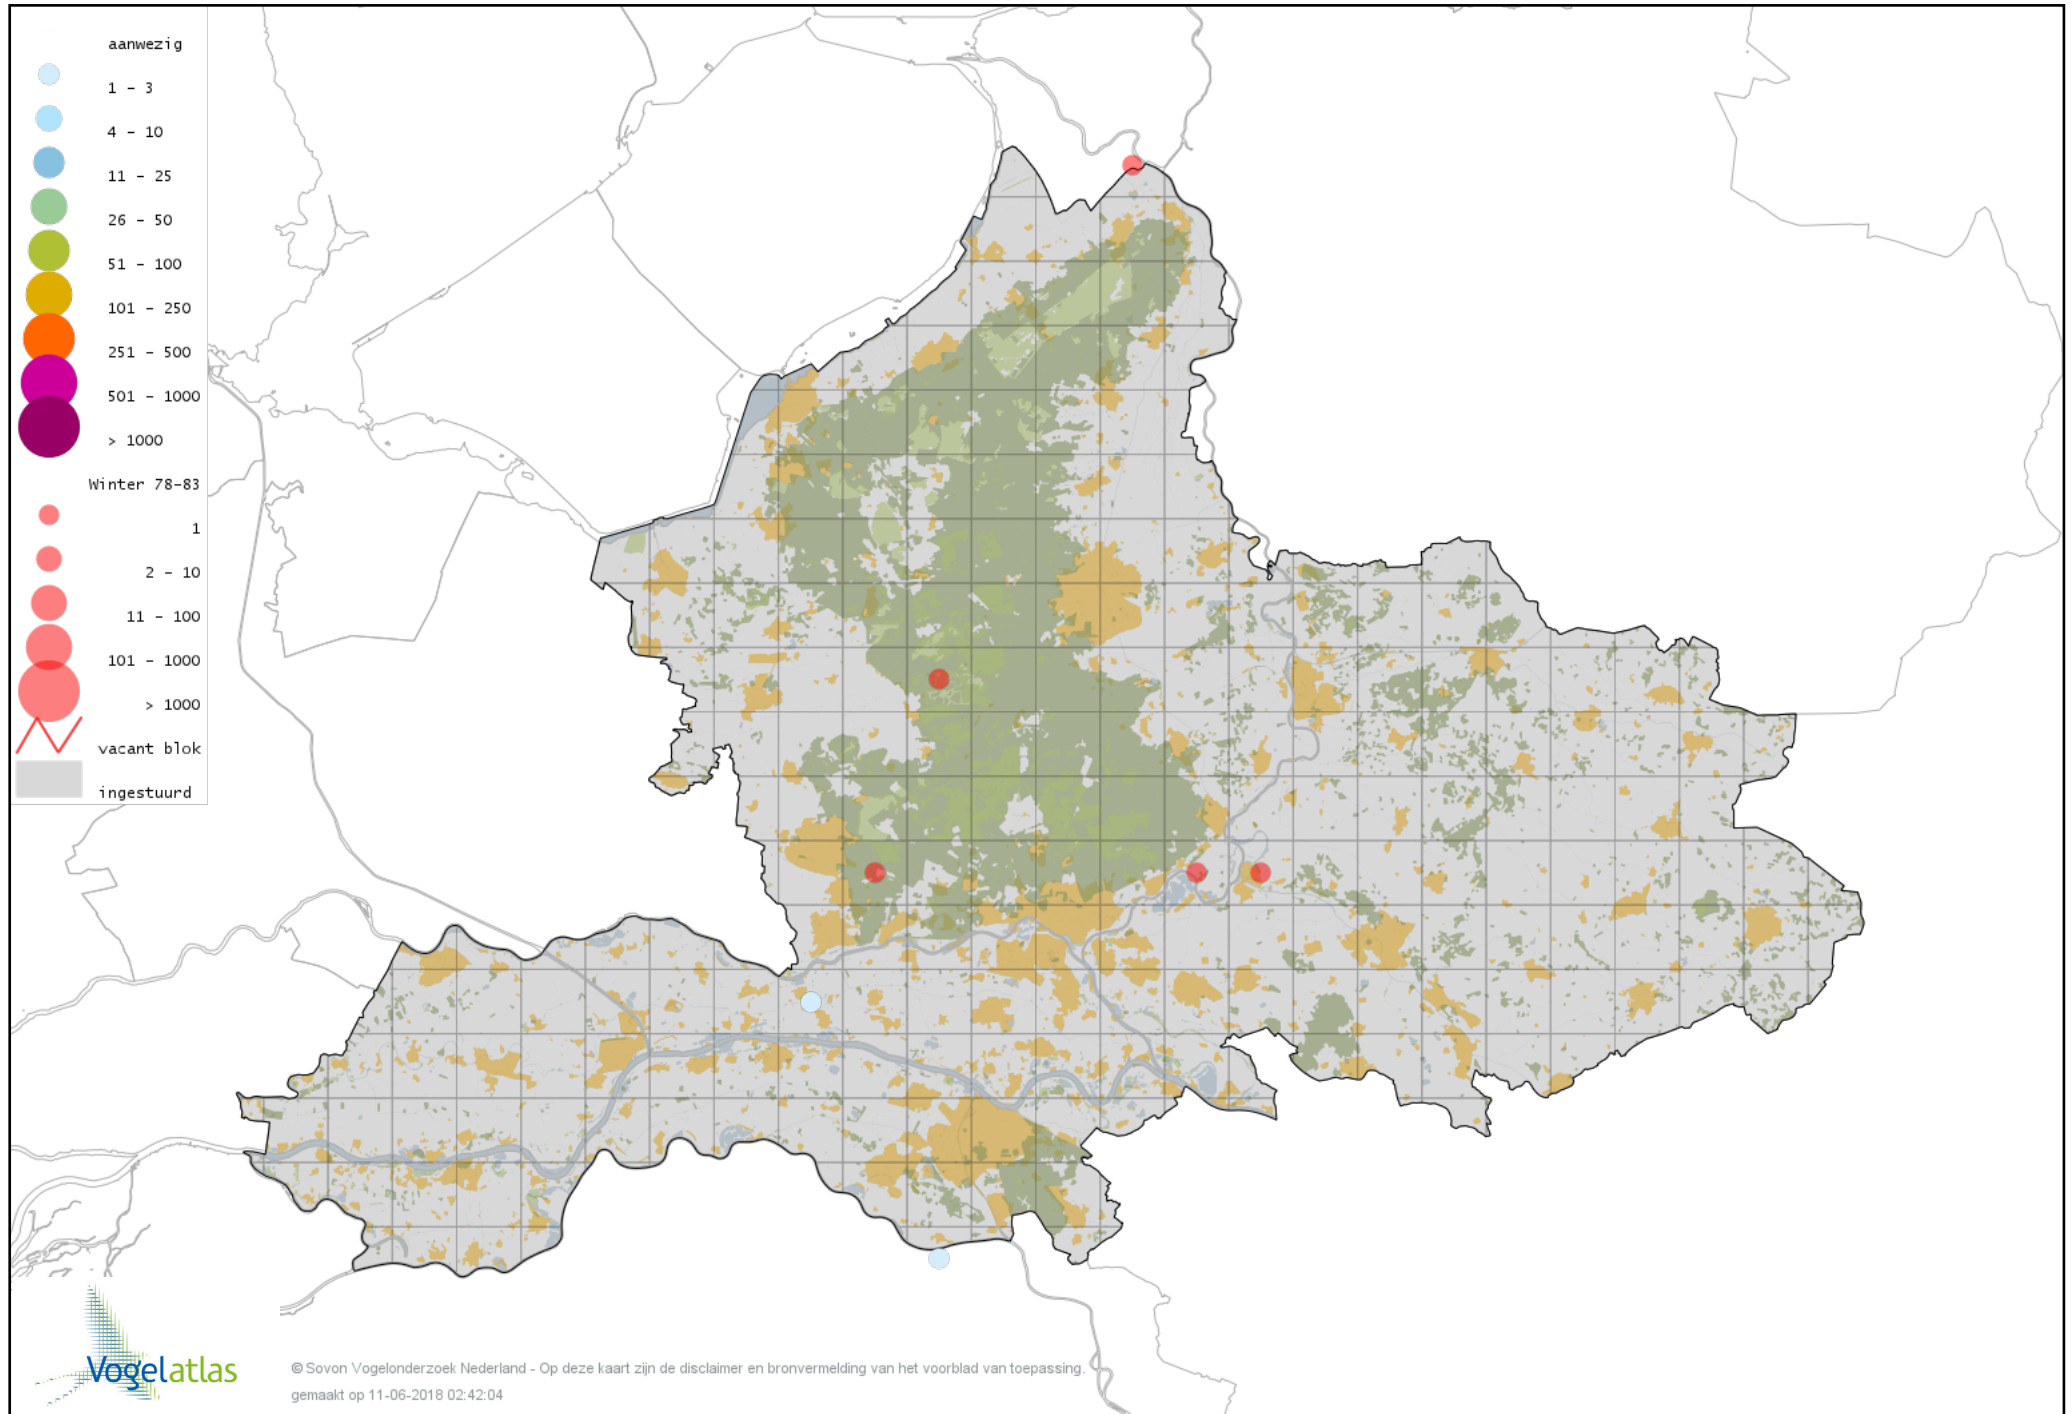 aanwezig
1 - 3
4 - 10
11 - 25
26 - 50
51 - 100
101 - 250
251 - 500
501 - 1000
> 1000
Winter 78-83
1
2 - 10
11 - 100
101 - 1000
> 1000
vacant blok
ingestuurd
Vogelatlas
© Sovon Vogelonderzoek Nederland - Op deze kaart zijn de disclaimer en bronvermelding van het voorblad van toepassing.
gemaakt op 11-06-2018 02:42:04